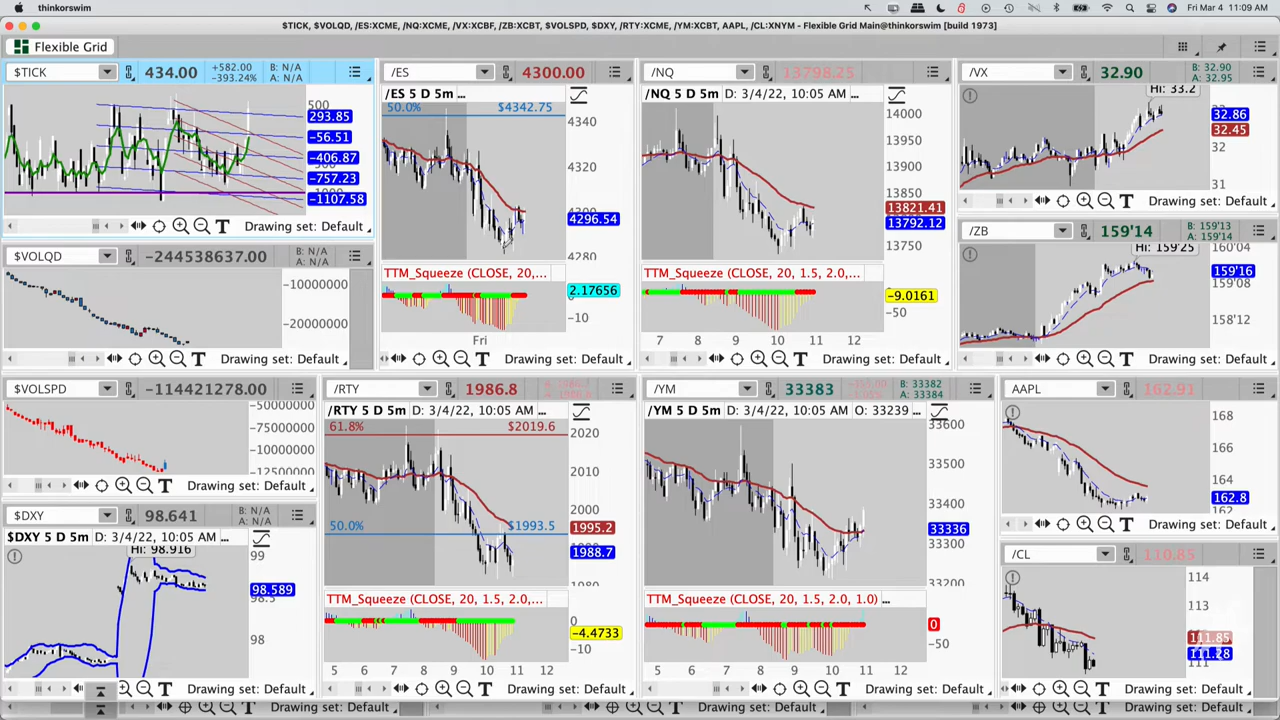 Fri Mar 4 11:09 AM
$TICK, $VOLQD, /ES:XCME, /NQ:XCME, /VX:XCBF, /ZB:XCBT, $VOLSPD, $DXY, /RTY:XCME, /YM:XCBT, AAPL, /CL:XNYM - Flexible Grid Main@thinkorswim [build 1973]
Flexible Grid
$TICK 434.00 +582.00 -393.24% B: N/A A: N/A
500
293.85
-56.51
-406.87
-757.23
-1107.58
Drawing set: Default
/ES 4300.00
/ES 5 D 5m ...
50.0% $4342.75
4340
4320
4296.54
4280
TTM_Squeeze (CLOSE, 20,...
2.17656
-10
Fri
Drawing set: Default
/NQ 13798.25
/NQ 5 D 5m D: 3/4/22, 10:05 AM ...
14000
13950
13900
13850
13821.41
13792.12
13750
TTM_Squeeze (CLOSE, 20, 1.5, 2.0,...
-9.0161
-50
7 8 9 10 11 12
Drawing set: Default
/VX 32.90 B: 32.90 A: 32.95
Hi: 33.2
32.86
32.45
32
31
Drawing set: Default
/ZB 159'14 B: 159'13 A: 159'14
Hi: 159'25
160'04
159'16
159'08
158'12
Drawing set: Default
$VOLQD -244538637.00 B: N/A A: N/A
-10000000
-20000000
Drawing set: Default
$VOLSPD -114421278.00
-50000000
-75000000
-10000000
-12500000
Drawing set: Default
/RTY 1986.8
/RTY 5 D 5m D: 3/4/22, 10:05 AM ...
61.8% $2019.6
2020
2010
2000
1995.2
50.0% $1993.5
1988.7
1980
TTM_Squeeze (CLOSE, 20, 1.5, 2.0,...
0
-4.4733
-10
5 6 7 8 9 10 11 12
Drawing set: Default
/YM 33383 B: 33382 A: 33384
/YM 5 D 5m D: 3/4/22, 10:05 AM O: 33239 ...
33600
33500
33400
33336
33300
33200
TTM_Squeeze (CLOSE, 20, 1.5, 2.0, 1.0) ...
0
-50
5 6 7 8 9 10 11 12
Drawing set: Default
AAPL 162.91
168
166
164
162.8
162
Drawing set: Default
$DXY 98.641 B: N/A A: N/A
$DXY 5 D 5m D: 3/4/22, 10:05 AM ...
Hi: 98.916
99
98.589
98.5
98
Drawing set: Default
/CL 110.85
114
113
111.85
111.28
111
Drawing set: Default
Drawing set: Default
Drawing set: Default
Drawing set: Default